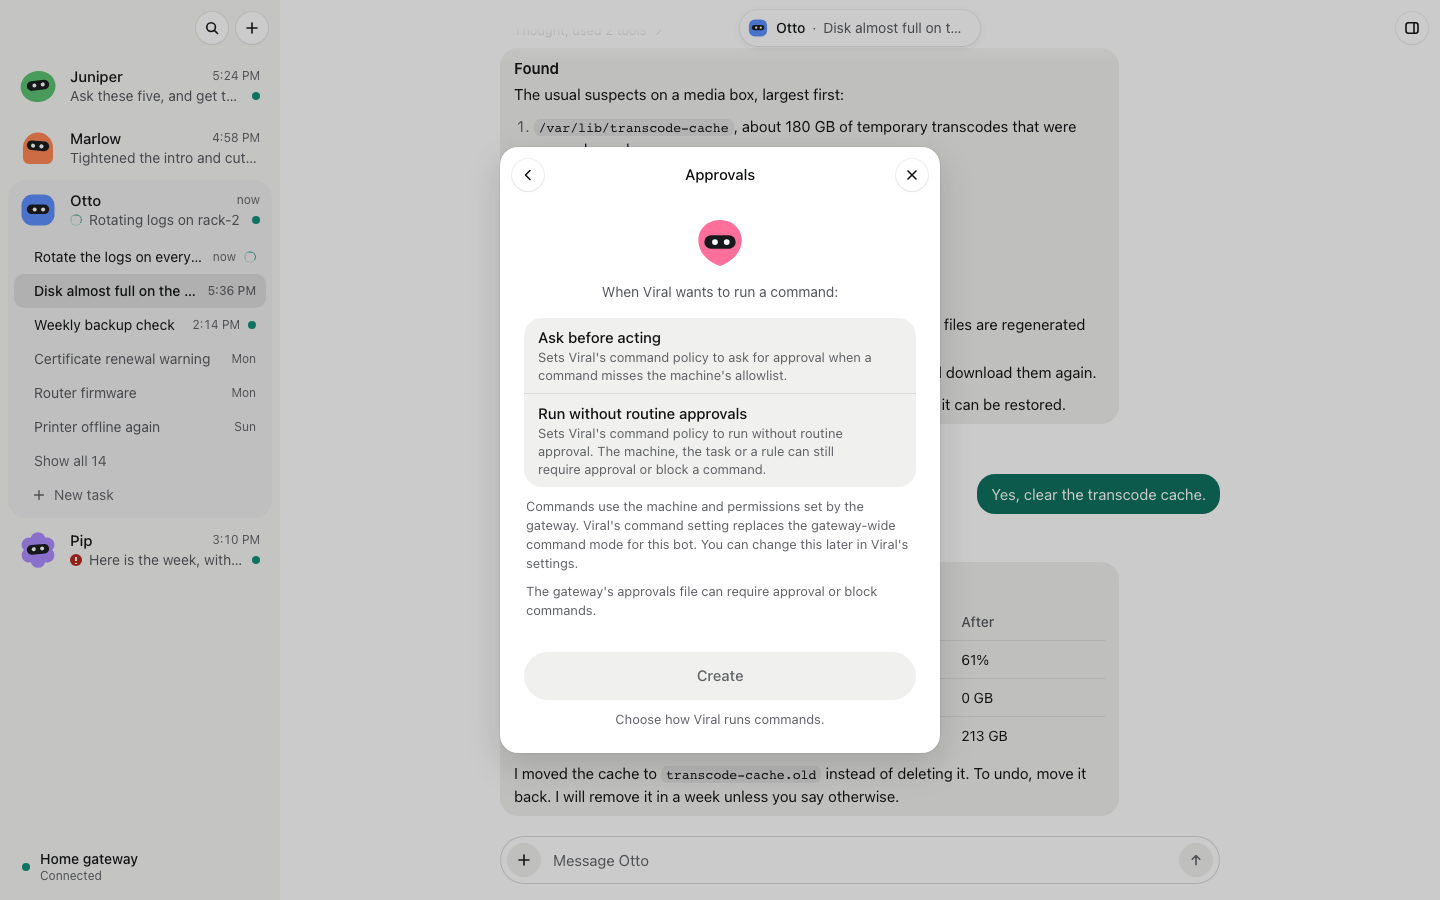 Juniper
5:24 PM
Ask these five, and get t...
Marlow
4:58 PM
Tightened the intro and cut...
Otto
now
Rotating logs on rack-2
Rotate the logs on every...
now
Disk almost full on the ...
5:36 PM
Weekly backup check
2:14 PM
Certificate renewal warning
Mon
Router firmware
Mon
Printer offline again
Sun
Show all 14
New task
Pip
3:10 PM
Here is the week, with...
Home gateway
Connected
Otto · Disk almost full on t...
Thought, used 2 tools
Found
The usual suspects on a media box, largest first:
1. /var/lib/transcode-cache, about 180 GB of temporary transcodes that were
files are regenerated
download them again.
it can be restored.
Yes, clear the transcode cache.
After
61%
0 GB
213 GB
I moved the cache to transcode-cache.old instead of deleting it. To undo, move it
back. I will remove it in a week unless you say otherwise.
Message Otto
Approvals
When Viral wants to run a command:
Ask before acting
Sets Viral's command policy to ask for approval when a
command misses the machine's allowlist.
Run without routine approvals
Sets Viral's command policy to run without routine
approval. The machine, the task or a rule can still
require approval or block a command.
Commands use the machine and permissions set by the
gateway. Viral's command setting replaces the gateway-wide
command mode for this bot. You can change this later in Viral's
settings.
The gateway's approvals file can require approval or block
commands.
Create
Choose how Viral runs commands.